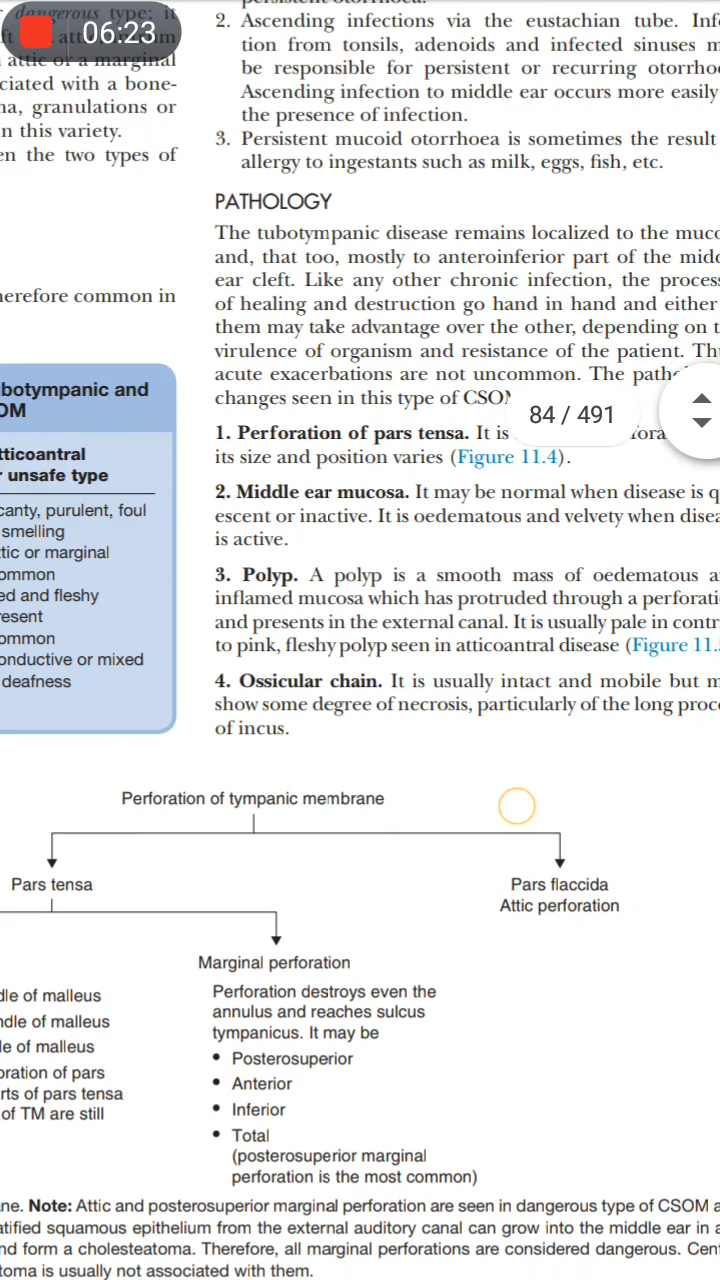 06:23
dangerous type; it
attic or a marginal
ciated with a bone-
na, granulations or
n this variety.
en the two types of
herefore common in
ubotympanic and
OM
tticoantral
r unsafe type
canty, purulent, foul
smelling
ttic or marginal
ommon
ed and fleshy
resent
ommon
onductive or mixed
deafness
persistent otorrhoea.
2. Ascending infections via the eustachian tube. Infe
tion from tonsils, adenoids and infected sinuses m
be responsible for persistent or recurring otorrhoe
Ascending infection to middle ear occurs more easily
the presence of infection.
3. Persistent mucoid otorrhoea is sometimes the result
allergy to ingestants such as milk, eggs, fish, etc.
PATHOLOGY
The tubotympanic disease remains localized to the muco
and, that too, mostly to anteroinferior part of the midd
ear cleft. Like any other chronic infection, the process
of healing and destruction go hand in hand and either
them may take advantage over the other, depending on t
virulence of organism and resistance of the patient. Thu
acute exacerbations are not uncommon. The path
changes seen in this type of CSOM
84 / 491
1. Perforation of pars tensa. It is fora
its size and position varies (Figure 11.4).
2. Middle ear mucosa. It may be normal when disease is q
escent or inactive. It is oedematous and velvety when disea
is active.
3. Polyp. A polyp is a smooth mass of oedematous a
inflamed mucosa which has protruded through a perforati
and presents in the external canal. It is usually pale in contr
to pink, fleshy polyp seen in atticoantral disease (Figure 11.5
4. Ossicular chain. It is usually intact and mobile but m
show some degree of necrosis, particularly of the long proce
of incus.
Perforation of tympanic membrane
Pars tensa
Pars flaccida
Attic perforation
dle of malleus
ndle of malleus
le of malleus
oration of pars
rts of pars tensa
of TM are still
Marginal perforation
Perforation destroys even the
annulus and reaches sulcus
tympanicus. It may be
• Posterosuperior
• Anterior
• Inferior
• Total
(posterosuperior marginal
perforation is the most common)
ane. Note: Attic and posterosuperior marginal perforation are seen in dangerous type of CSOM a
atified squamous epithelium from the external auditory canal can grow into the middle ear in a
nd form a cholesteatoma. Therefore, all marginal perforations are considered dangerous. Cent
toma is usually not associated with them.